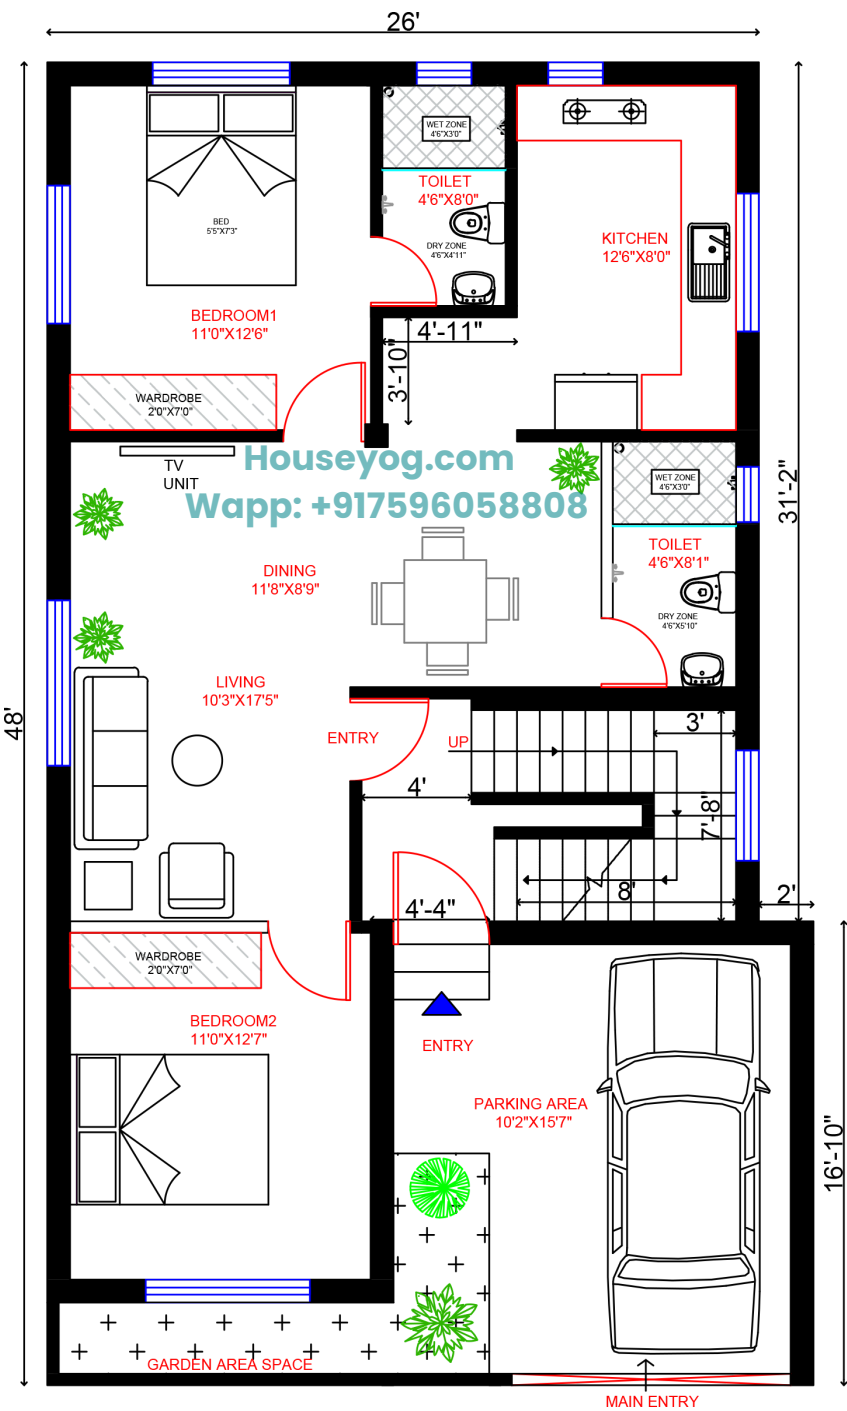 26'
WET ZONE
4'6"X3'0"
TOILET
4'6"X8'0"
BED
5'5"X7'3"
DRY ZONE
4'6"X4'11"
KITCHEN
12'6"X8'0"
BEDROOM1
11'0"X12'6"
4'-11"
3'-10"
WARDROBE
2'0"X7'0"
TV
UNIT
Houseyog.com
Wapp: +917596058808
WET ZONE
4'6"X3'0"
31'-2"
TOILET
4'6"X8'1"
DINING
11'8"X8'9"
DRY ZONE
4'6"X5'10"
LIVING
10'3"X17'5"
48'
ENTRY
UP
3'
4'
7'-8"
8'
2'
4'-4"
WARDROBE
2'0"X7'0"
BEDROOM2
11'0"X12'7"
ENTRY
PARKING AREA
10'2"X15'7"
16'-10"
GARDEN AREA SPACE
MAIN ENTRY